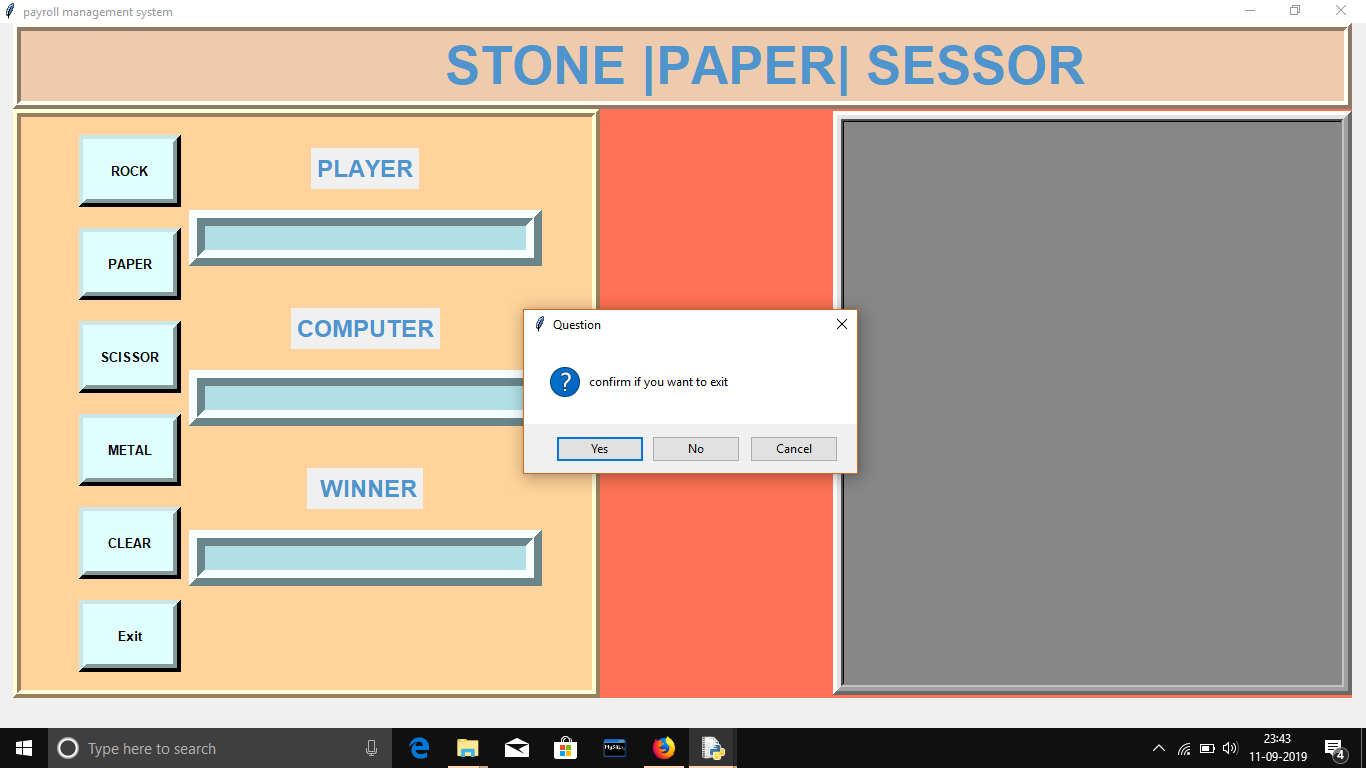 payroll management system
STONE |PAPER| SESSOR
ROCK
PLAYER
PAPER
COMPUTER
SCISSOR
METAL
WINNER
CLEAR
Exit
Question
confirm if you want to exit
Yes No Cancel
Type here to search
MySQL
23:43
11-09-2019
4